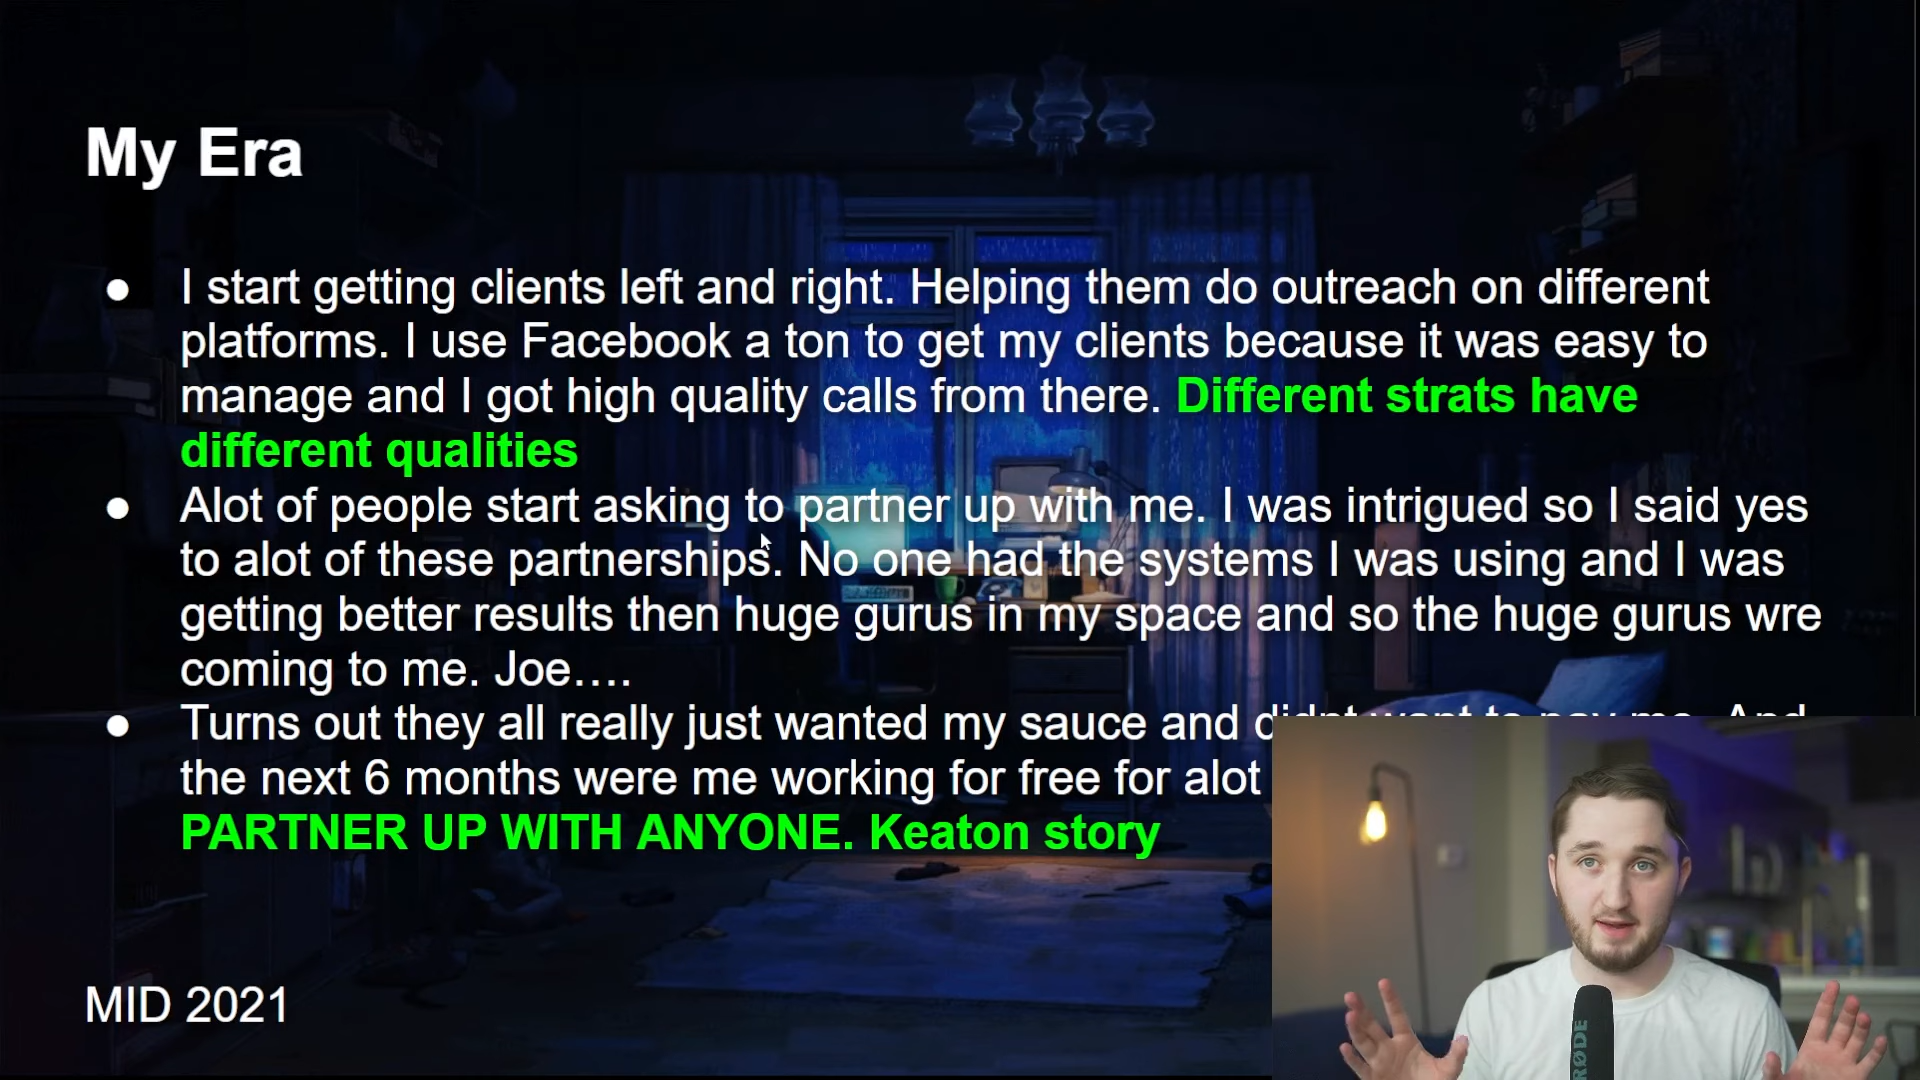 My Era
● I start getting clients left and right. Helping them do outreach on different
platforms. I use Facebook a ton to get my clients because it was easy to
manage and I got high quality calls from there. Different strats have
different qualities
● Alot of people start asking to partner up with me. I was intrigued so I said yes
to alot of these partnerships. No one had the systems I was using and I was
getting better results then huge gurus in my space and so the huge gurus wre
coming to me. Joe….
● Turns out they all really just wanted my sauce and didnt want to pay me. And
the next 6 months were me working for free for alot
PARTNER UP WITH ANYONE. Keaton story
MID 2021
RØDE